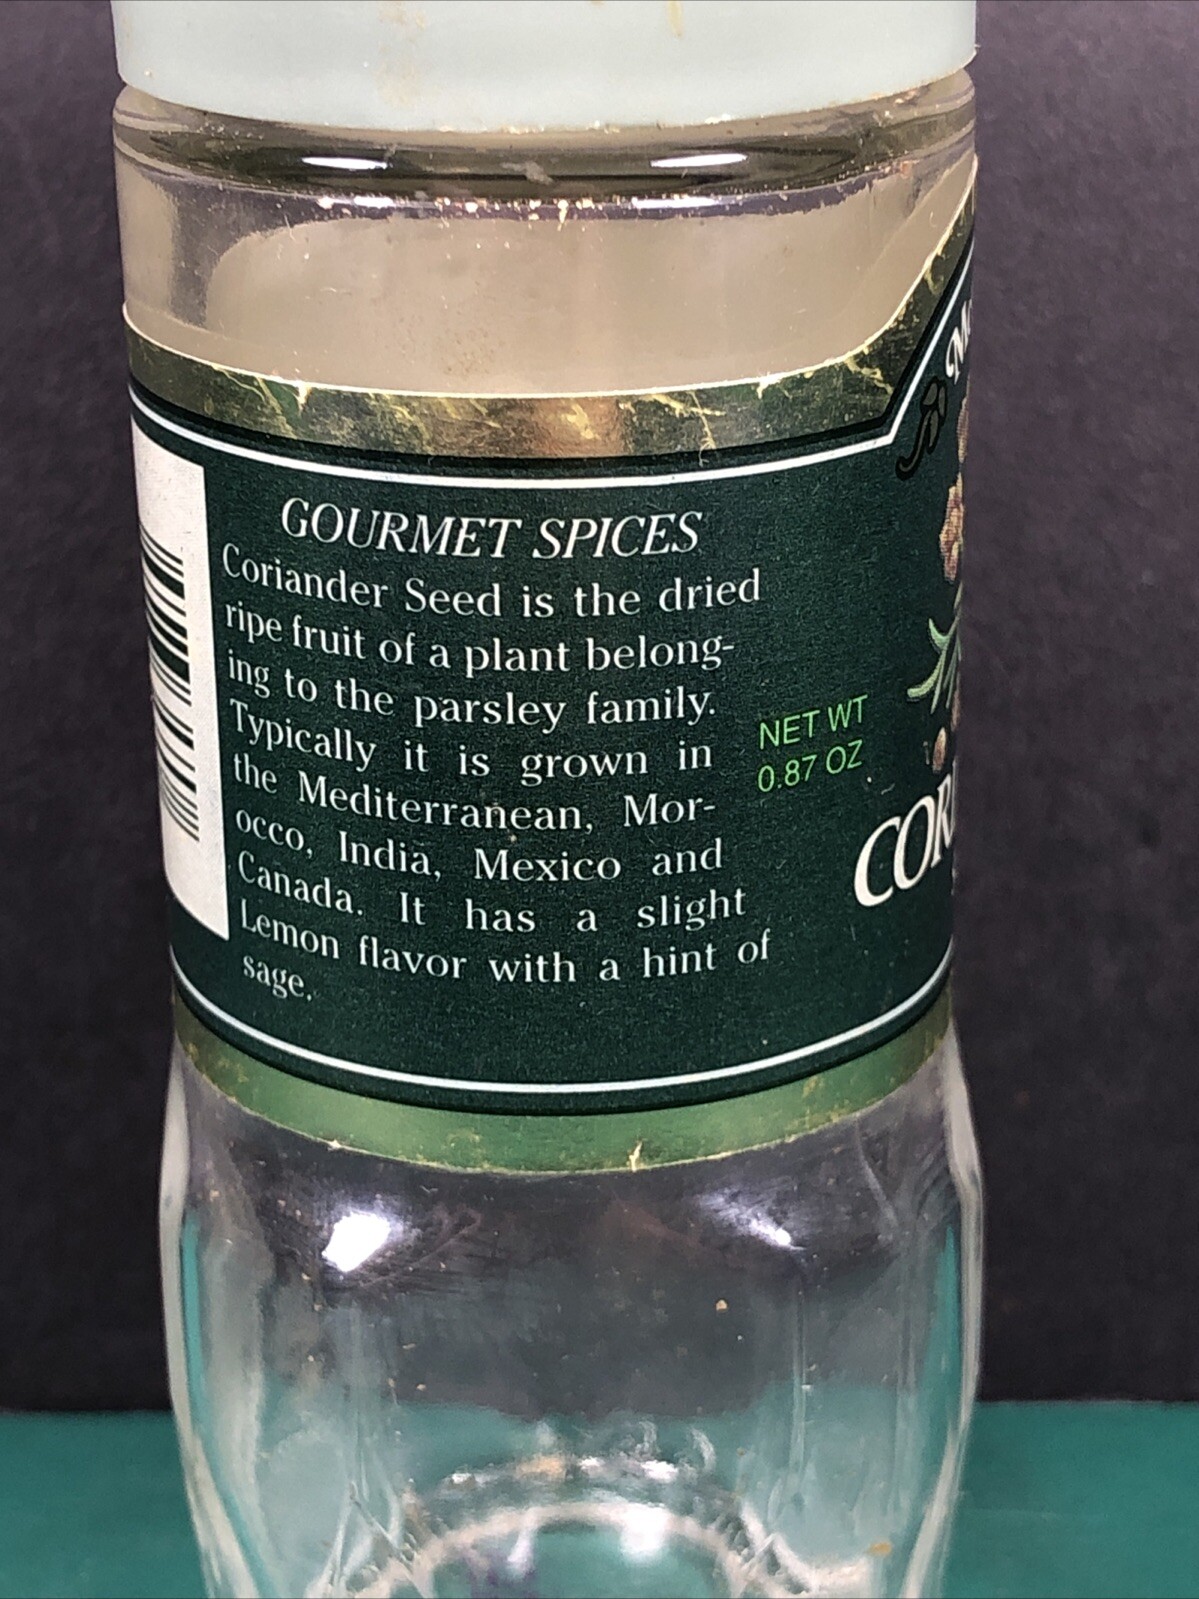 GOURMET SPICES
Coriander Seed is the dried
ripe fruit of a plant belong-
ing to the parsley family.
Typically it is grown in
the Mediterranean, Mor-
occo, India, Mexico and
Canada. It has a slight
Lemon flavor with a hint of
sage.
NET WT
0.87 OZ